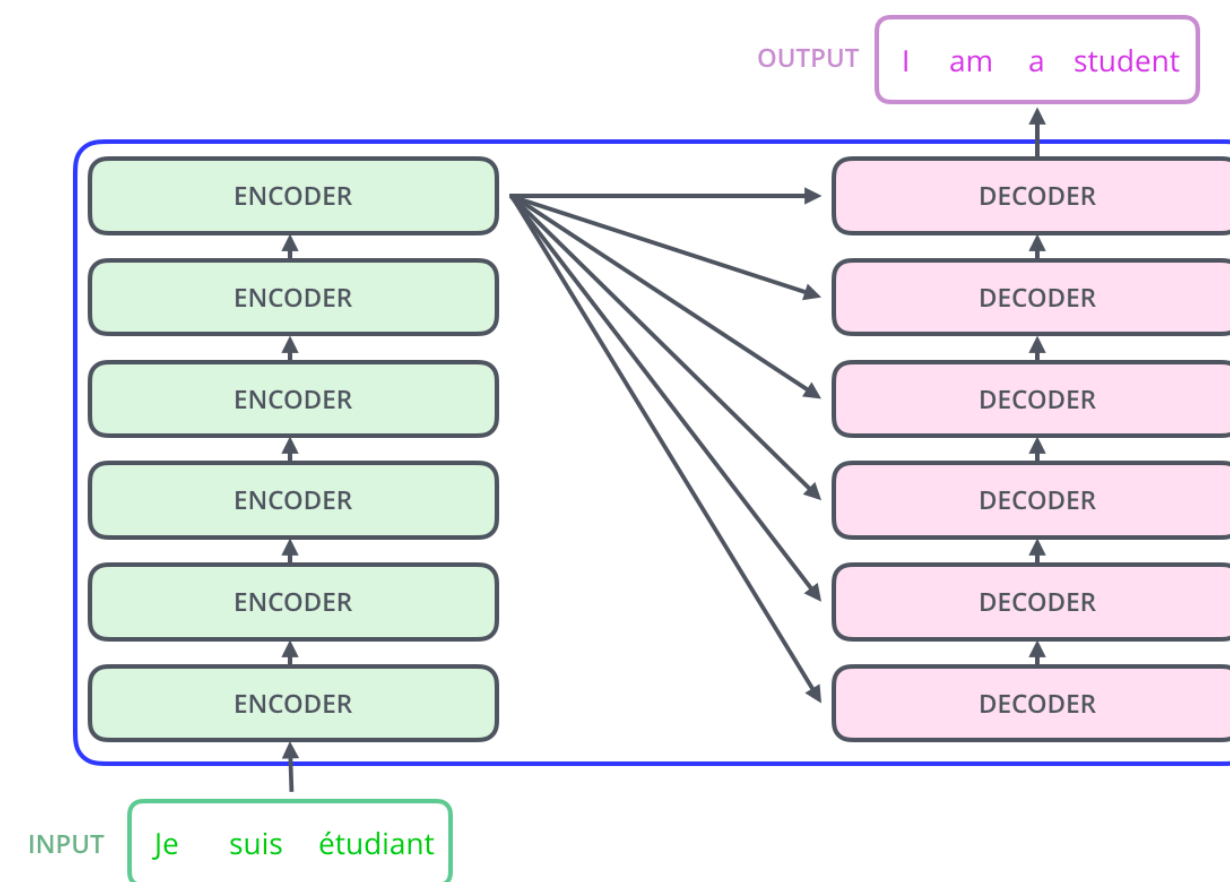 OUTPUT
I am a student
ENCODER
DECODER
ENCODER
DECODER
ENCODER
DECODER
ENCODER
DECODER
ENCODER
DECODER
ENCODER
DECODER
INPUT
Je suis étudiant